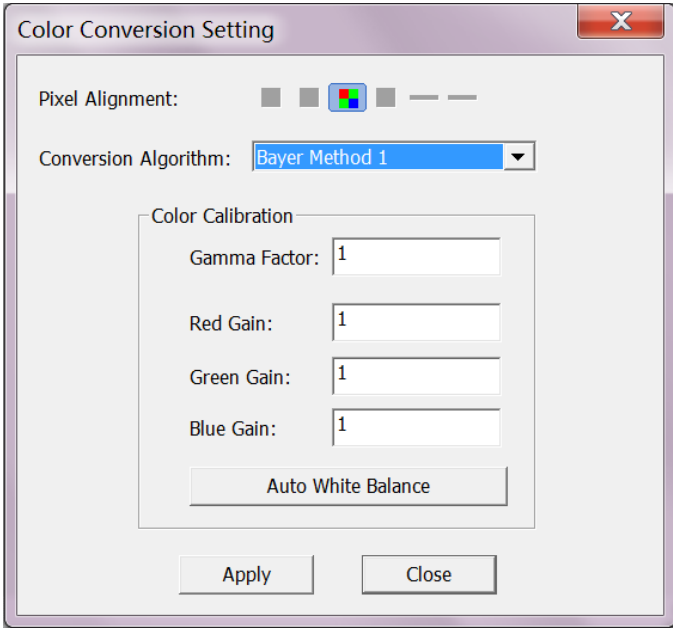 Color Conversion Setting
Pixel Alignment:
Conversion Algorithm: Bayer Method 1
Color Calibration
Gamma Factor: 1
Red Gain: 1
Green Gain: 1
Blue Gain: 1
Auto White Balance
Apply Close